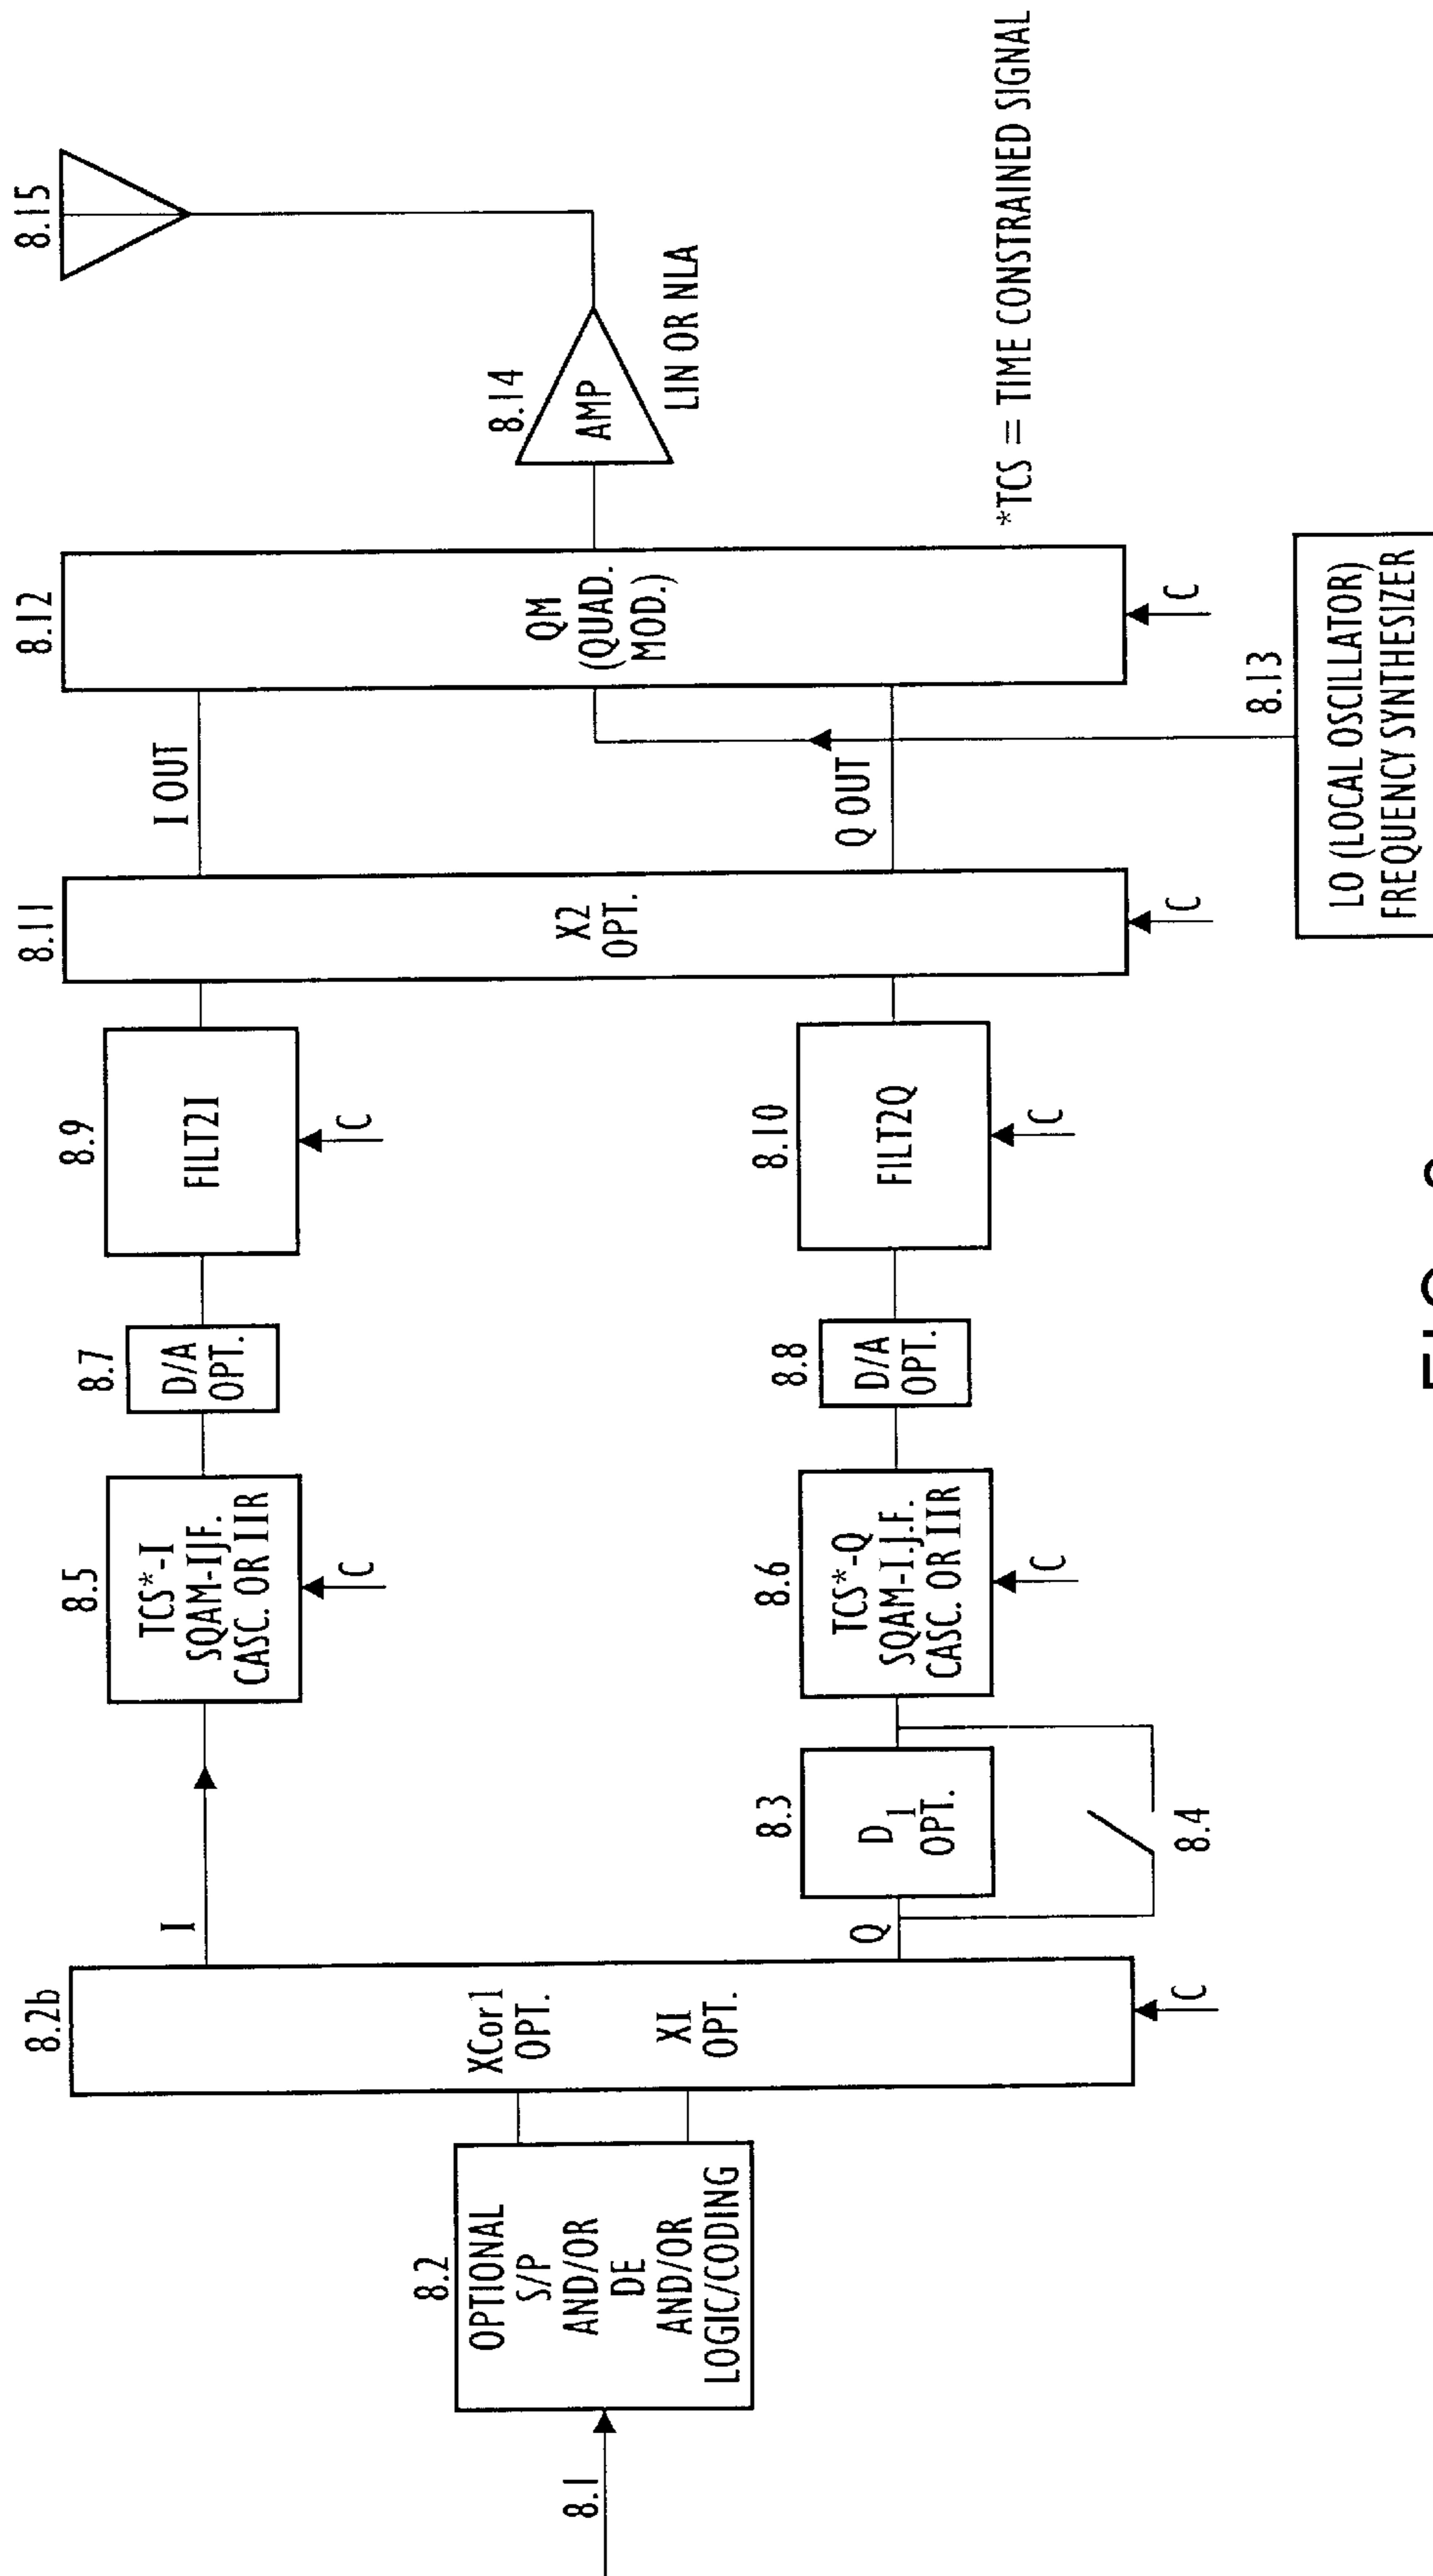 8.1
8.2
OPTIONAL
S/P
AND/OR
DE
AND/OR
LOGIC/CODING
8.2b
XCor1
OPT.
XI
OPT.
C
I
Q
8.3
D1
OPT.
8.4
8.5
TCS*-I
SQAM-IJF.
CASC. OR IIR
C
8.6
TCS*-Q
SQAM-I.J.F.
CASC. OR IIR
C
8.7
D/A
OPT.
8.8
D/A
OPT.
8.9
FILT2I
C
8.10
FILT2Q
C
8.11
X2
OPT.
C
I OUT
Q OUT
8.12
QM
(QUAD.
MOD.)
C
8.13
LO (LOCAL OSCILLATOR)
FREQUENCY SYNTHESIZER
8.14
AMP
LIN OR NLA
8.15
*TCS = TIME CONSTRAINED SIGNAL